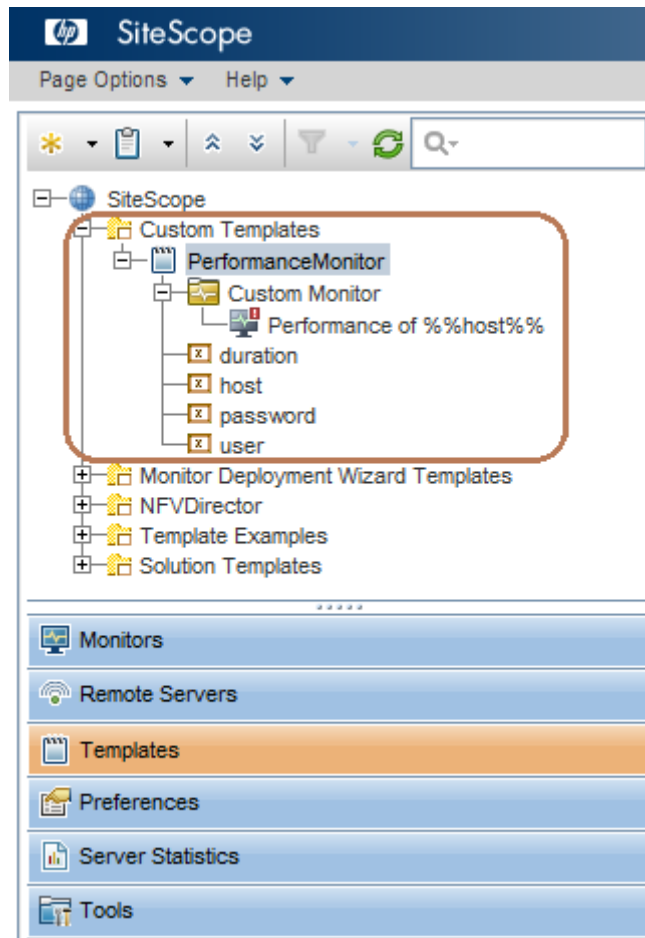 hp SiteScope
Page Options Help
SiteScope
Custom Templates
PerformanceMonitor
Custom Monitor
Performance of %%host%%
duration
host
password
user
Monitor Deployment Wizard Templates
NFVDirector
Template Examples
Solution Templates
Monitors
Remote Servers
Templates
Preferences
Server Statistics
Tools